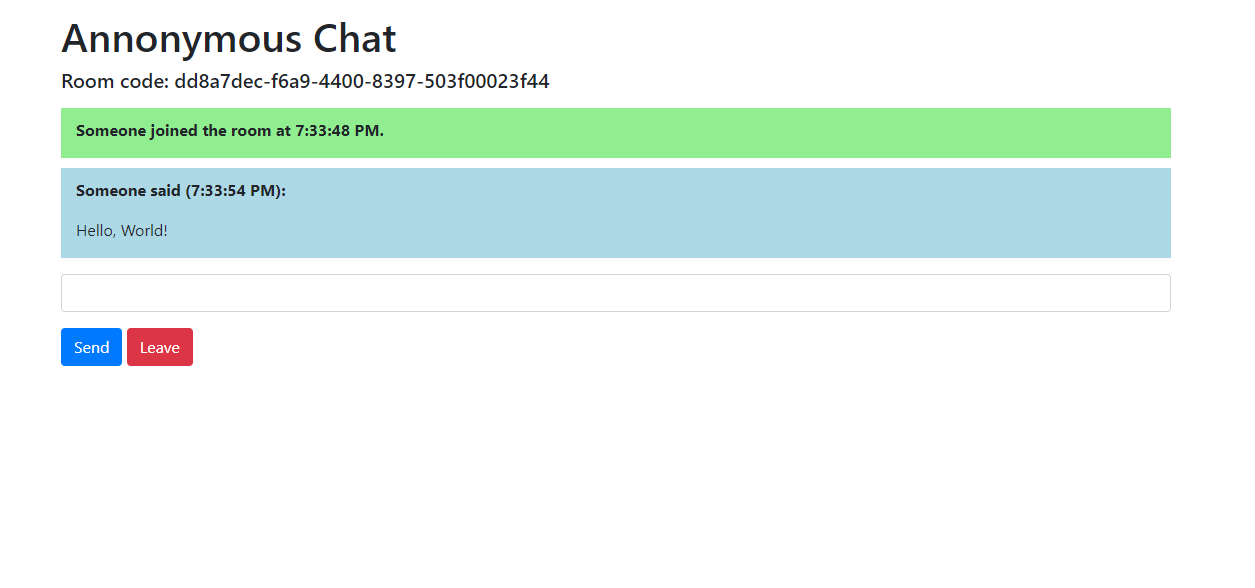 Annonymous Chat
Room code: dd8a7dec-f6a9-4400-8397-503f00023f44
Someone joined the room at 7:33:48 PM.
Someone said (7:33:54 PM):
Hello, World!
Send Leave